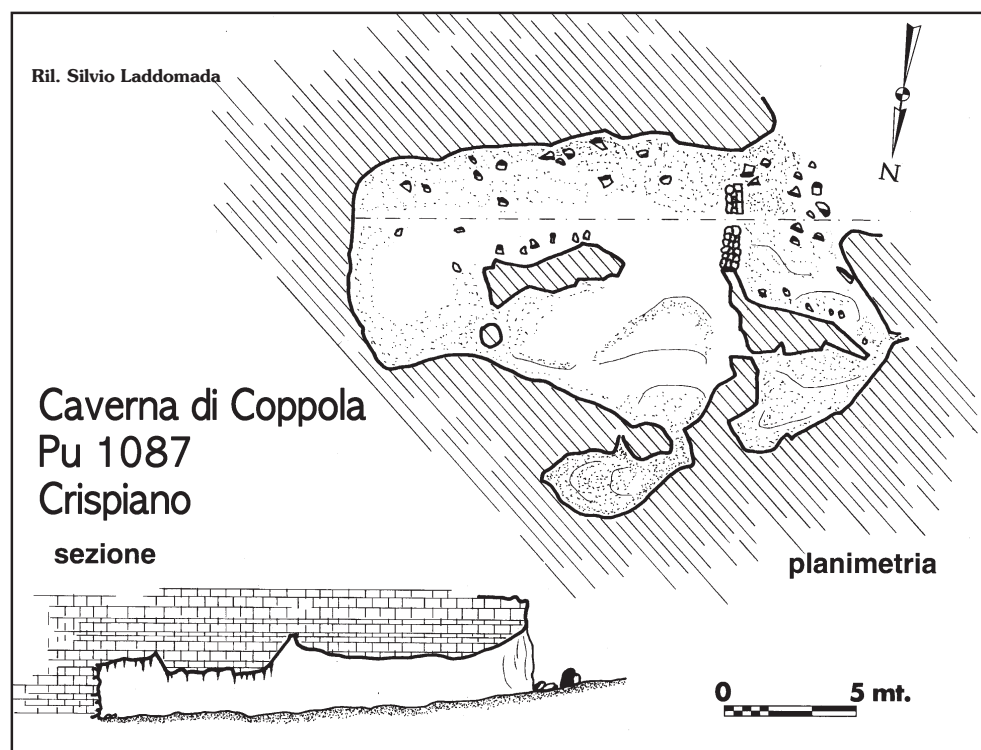 Ril. Silvio Laddomada
N
Caverna di Coppola
Pu 1087
Crispiano
sezione
planimetria
0 5 mt.